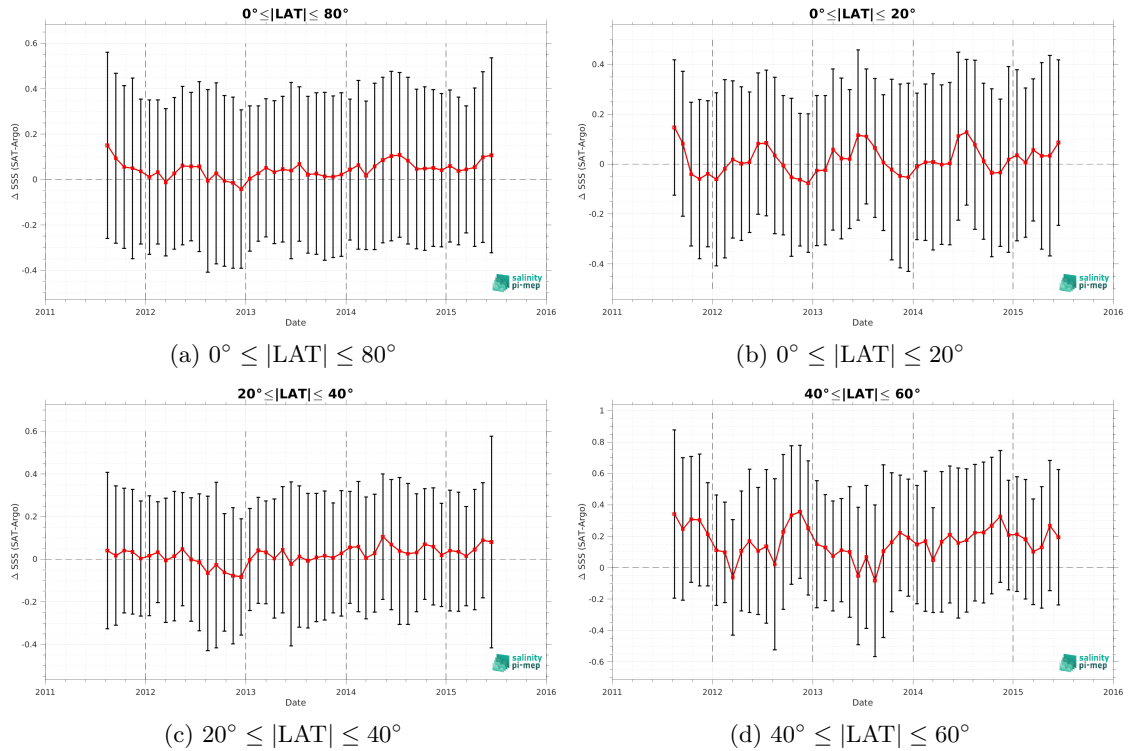 0°≤|LAT|≤ 80°
Δ SSS (SAT-Argo)
0.6
0.4
0.2
0
-0.2
-0.4
2011 2012 2013 2014 2015 2016
Date
salinity
pi-mep
(a) 0° ≤ |LAT| ≤ 80°
0°≤|LAT|≤ 20°
Δ SSS (SAT-Argo)
0.4
0.2
0
-0.2
-0.4
2011 2012 2013 2014 2015 2016
Date
salinity
pi-mep
(b) 0° ≤ |LAT| ≤ 20°
20°≤|LAT|≤ 40°
Δ SSS (SAT-Argo)
0.6
0.4
0.2
0
-0.2
-0.4
2011 2012 2013 2014 2015 2016
Date
salinity
pi-mep
(c) 20° ≤ |LAT| ≤ 40°
40°≤|LAT|≤ 60°
Δ SSS (SAT-Argo)
1
0.8
0.6
0.4
0.2
0
-0.2
-0.4
-0.6
2011 2012 2013 2014 2015 2016
Date
salinity
pi-mep
(d) 40° ≤ |LAT| ≤ 60°